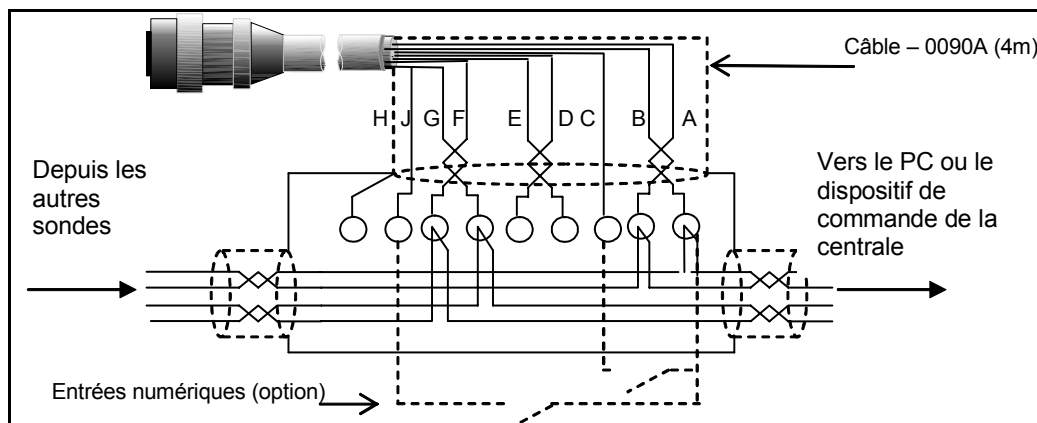 Câble – 0090A (4m)
H J G F E D C B A
Depuis les
autres
sondes
Vers le PC ou le
dispositif de
commande de la
centrale
Entrées numériques (option)